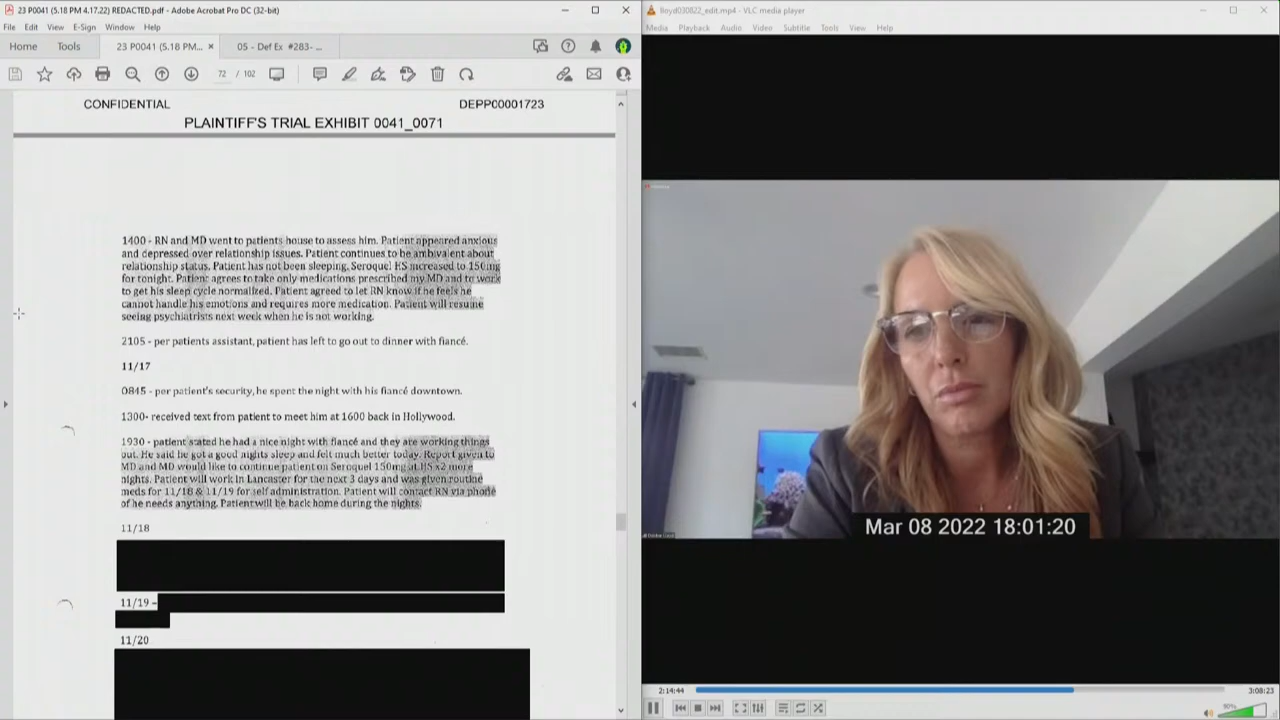 23 P0041 (5.18 PM 4.17.22) REDACTED.pdf - Adobe Acrobat Pro DC (32-bit)
File Edit View E-Sign Window Help
Home Tools 23 P0041 (5.18 PM... × 05 - Def Ex #283- ...
72 / 102
CONFIDENTIAL DEPP00001723
PLAINTIFF'S TRIAL EXHIBIT 0041_0071
1400 - RN and MD went to patients house to assess him. Patient appeared anxious
and depressed over relationship issues. Patient continues to be ambivalent about
relationship status. Patient has not been sleeping. Seroquel HS increased to 150mg
for tonight. Patient agrees to take only medications prescribed my MD and to work
to get his sleep cycle normalized. Patient agreed to let RN know if he feels he
cannot handle his emotions and requires more medication. Patient will resume
seeing psychiatrists next week when he is not working.
2105 - per patients assistant, patient has left to go out to dinner with fiancé.
11/17
0845 - per patient's security, he spent the night with his fiancé downtown.
1300- received text from patient to meet him at 1600 back in Hollywood.
1930 - patient stated he had a nice night with fiancé and they are working things
out. He said he got a good nights sleep and felt much better today. Report given to
MD and MD would like to continue patient on Seroquel 150mg at HS x2 more
nights. Patient will work in Lancaster for the next 3 days and was given routine
meds for 11/18 & 11/19 for self administration. Patient will contact RN via phone
of he needs anything. Patient will be back home during the nights.
11/18
11/19 -
11/20
lloyd030822_edit.mp4 - VLC media player
Media Playback Audio Video Subtitle Tools View Help
Mar 08 2022 18:01:20
2:14:44 3:08:23
90%